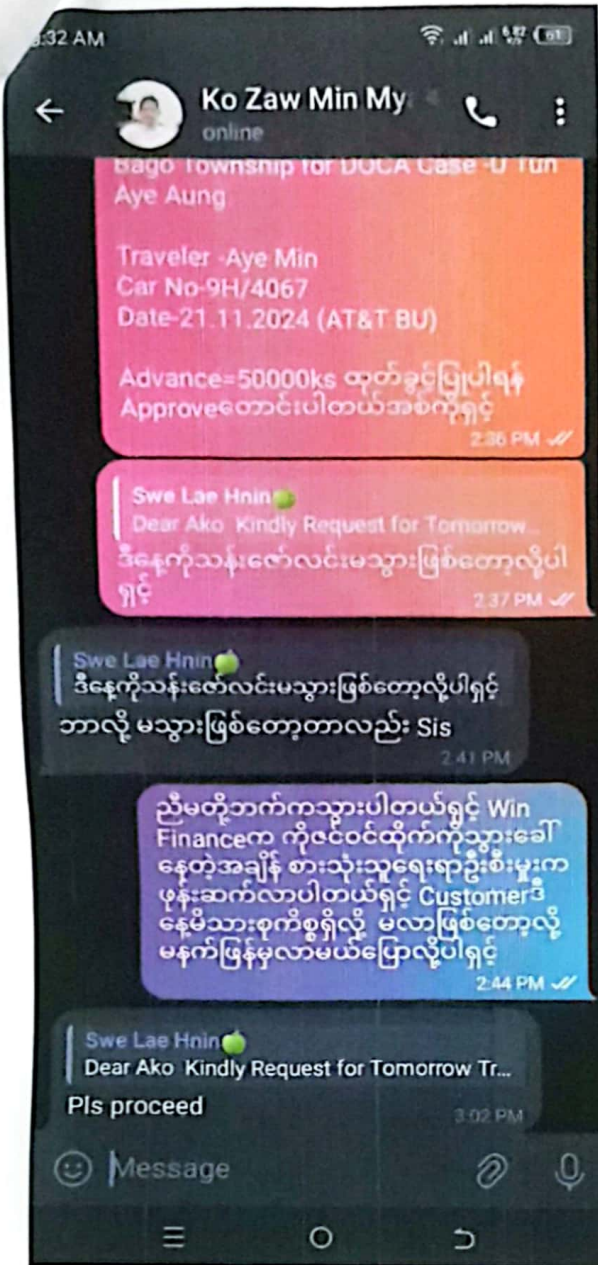 :32 AM
61
Ko Zaw Min My
online
Bago Township for DOCA Case -U Tun
Aye Aung
Traveler -Aye Min
Car No-9H/4067
Date-21.11.2024 (AT&T BU)
Advance=50000ks ထုတ်ခွင့်ပြုပါရန်
Approveတောင်းပါတယ်အစ်ကိုရှင့်
2:36 PM
Swe Lae Hnin🍏
Dear Ako Kindly Request for Tomorrow...
ဒီနေ့ကိုသန်းဇော်လင်းမသွားဖြစ်တော့လို့ပါ
ရှင့်
2:37 PM
Swe Lae Hnin🍏
ဒီနေ့ကိုသန်းဇော်လင်းမသွားဖြစ်တော့လို့ပါရှင့်
ဘာလို့ မသွားဖြစ်တော့တာလည်း Sis
2:41 PM
ညီမတို့ဘက်ကသွားပါတယ်ရှင့် Win
Financeက ကိုဇင်ဝင်ထိုက်ကိုသွားခေါ်
နေတဲ့အချိန် စားသုံးသူရေးရာဦးစီးမှူးက
ဖုန်းဆက်လာပါတယ်ရှင့် Customerဒီ
နေ့မိသားစုကိစ္စရှိလို့ မလာဖြစ်တော့လို့
မနက်ဖြန်မှလာမယ်ပြောလို့ပါရှင့်
2:44 PM
Swe Lae Hnin🍏
Dear Ako Kindly Request for Tomorrow Tr...
Pls proceed
3:02 PM
Message